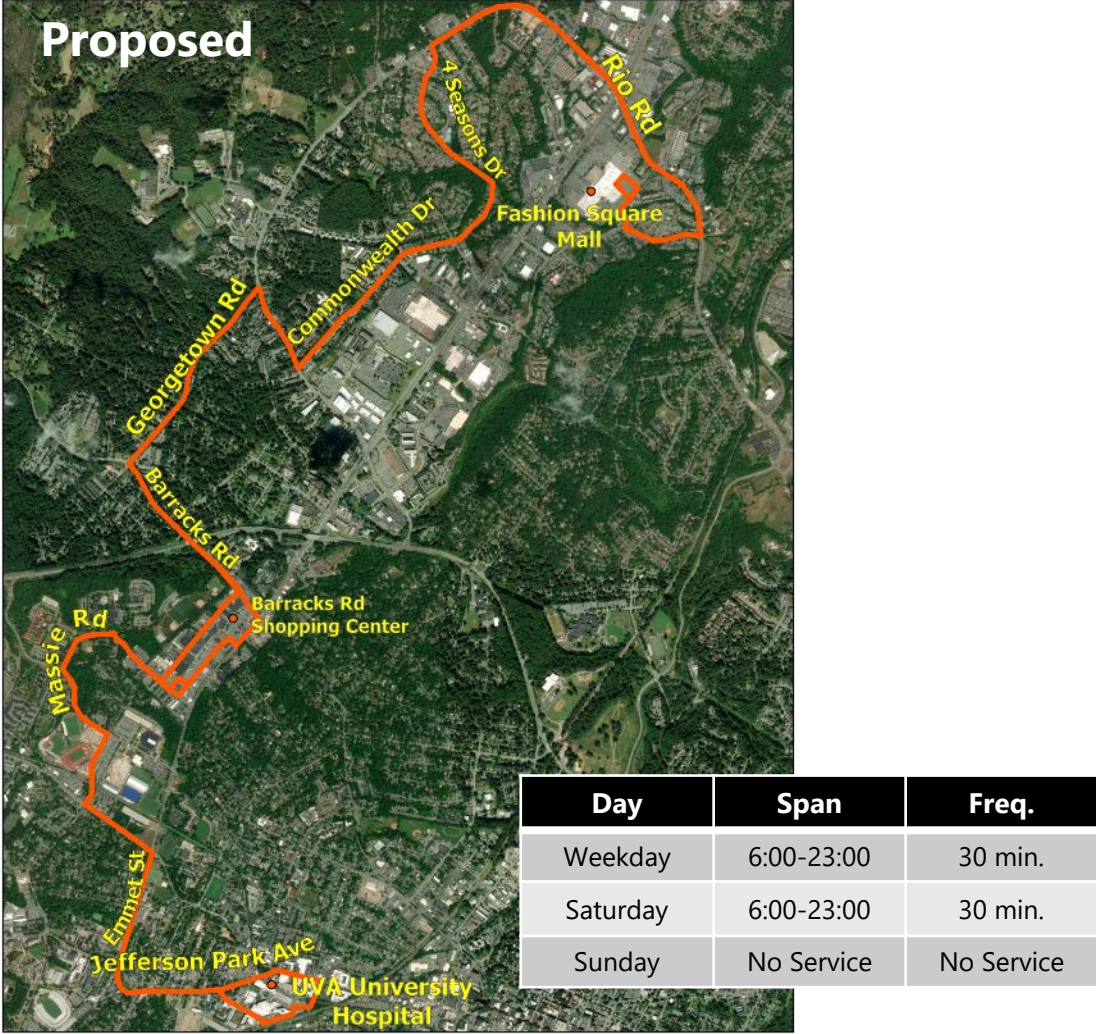 Proposed
Rio Rd
4 Seasons Dr
Fashion Square
Mall
Commonwealth Dr
Georgetown Rd
Barracks Rd
Barracks Rd
Shopping Center
Massie Rd
Emmet St
Jefferson Park Ave
UVA University
Hospital
Day Span Freq.
Weekday 6:00-23:00 30 min.
Saturday 6:00-23:00 30 min.
Sunday No Service No Service